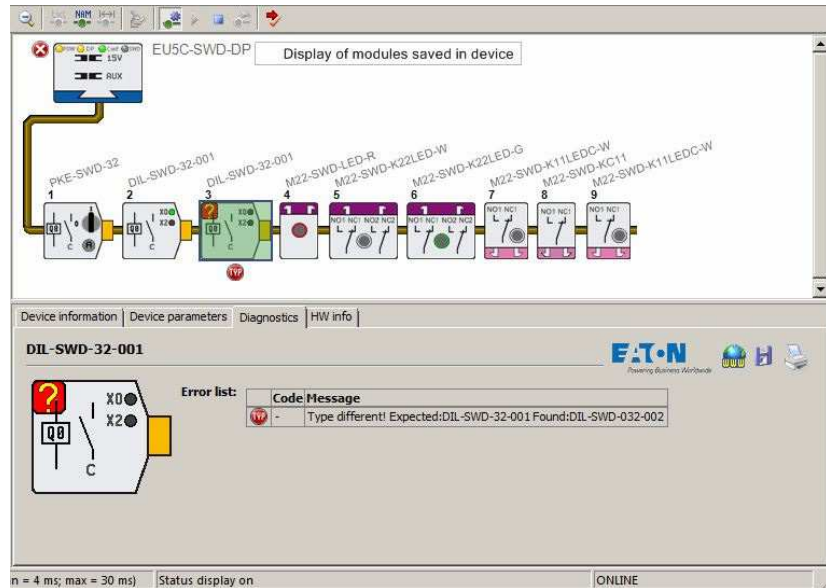 NAM
POW DP Conf SWD
15V
AUX
EU5C-SWD-DP
Display of modules saved in device
PKE-SWD-32
DIL-SWD-32-001
DIL-SWD-32-001
M22-SWD-LED-R
M22-SWD-K22LED-W
M22-SWD-K22LED-G
M22-SWD-K11LEDC-W
M22-SWD-KC11
M22-SWD-K11LEDC-W
1 2 3 4 5 6 7 8 9
Q0 C R
Q0 X0 X2 C
? Q0 X0 X2 C
NO1 NC1 NO2 NC2
NO1 NC1 NO2 NC2
NO1 NC1
NO1 NC1
NO1 NC1
TYP
Device information Device parameters Diagnostics HW info
DIL-SWD-32-001
EATON
Powering Business Worldwide
? X0
X2
Q0
C
Error list:
Code Message
TYP - Type different! Expected:DIL-SWD-32-001 Found:DIL-SWD-032-002
n = 4 ms; max = 30 ms) Status display on ONLINE